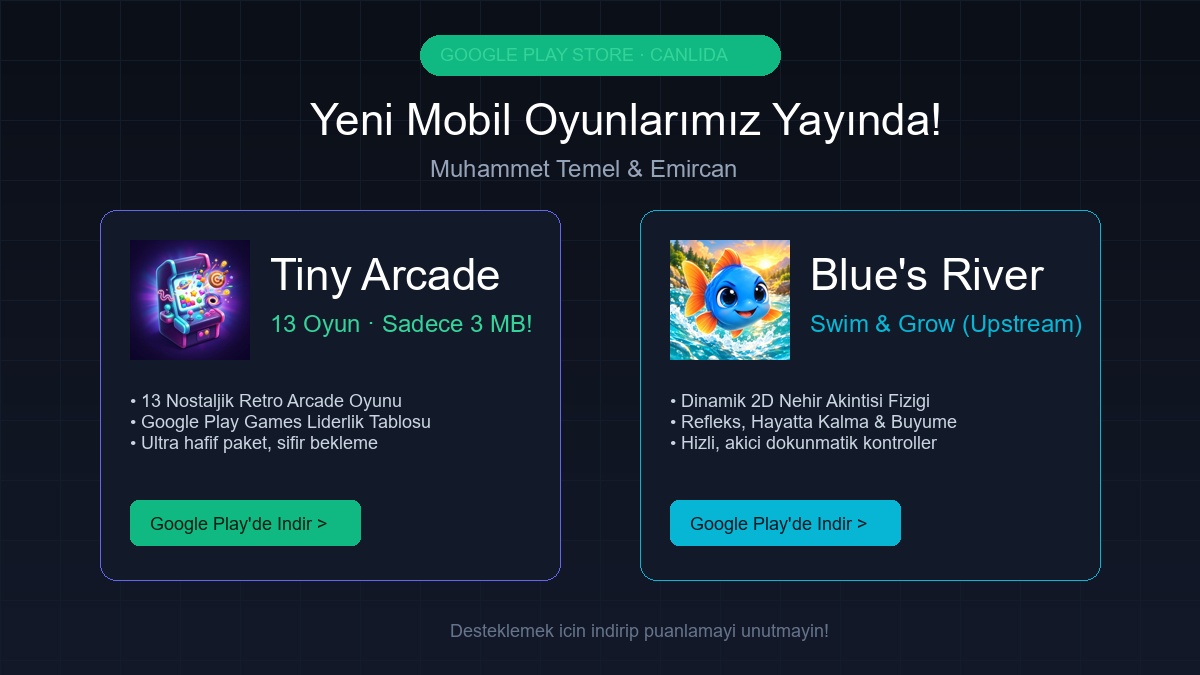 GOOGLE PLAY STORE · CANLIDA
Yeni Mobil Oyunlarımız Yayında!
Muhammet Temel & Emircan
Tiny Arcade
13 Oyun · Sadece 3 MB!
• 13 Nostaljik Retro Arcade Oyunu
• Google Play Games Liderlik Tablosu
• Ultra hafif paket, sifir bekleme
Google Play'de Indir >
Blue's River
Swim & Grow (Upstream)
• Dinamik 2D Nehir Akintisi Fizigi
• Refleks, Hayatta Kalma & Buyume
• Hizli, akici dokunmatik kontroller
Google Play'de Indir >
Desteklemek icin indirip puanlamayi unutmayin!